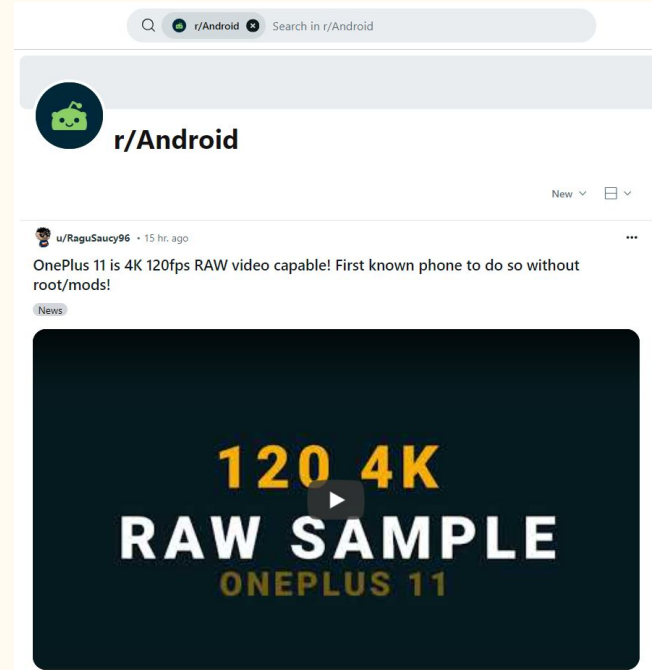 r/Android Search in r/Android
r/Android
New
u/RaguSaucy96 • 15 hr. ago
OnePlus 11 is 4K 120fps RAW video capable! First known phone to do so without
root/mods!
News
120 4K
RAW SAMPLE
ONEPLUS 11